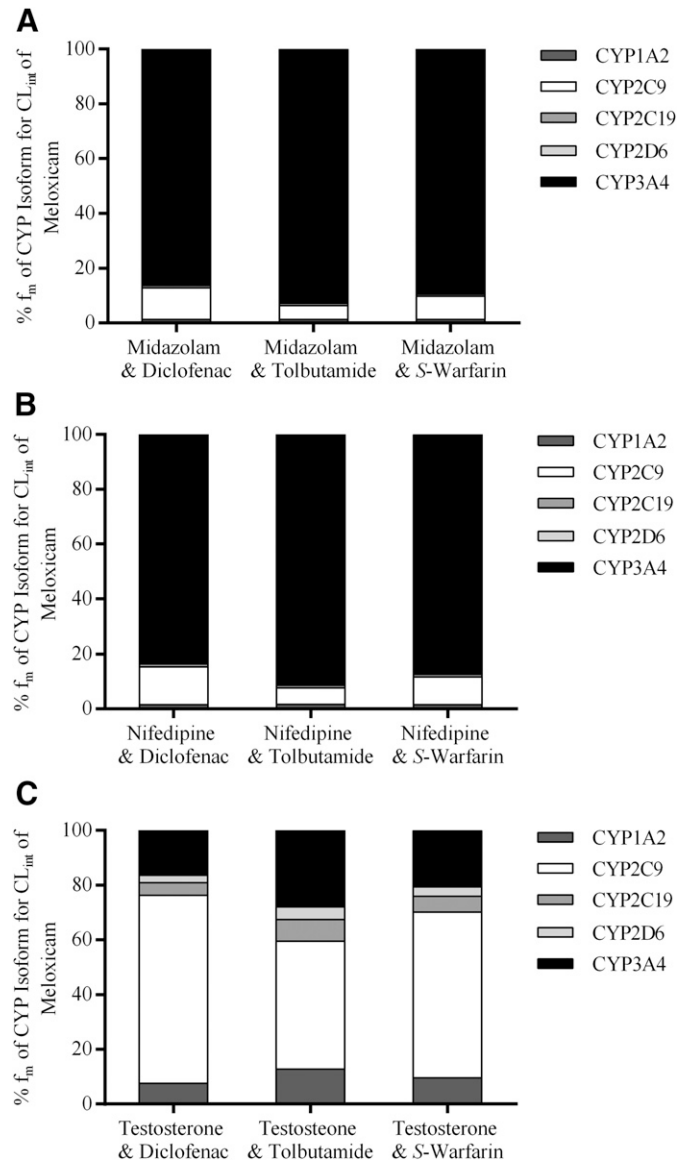 A
% fm of CYP Isoform for CLint of
Meloxicam
100
80
60
40
20
0
Midazolam
& Diclofenac
Midazolam
& Tolbutamide
Midazolam
& S-Warfarin
CYP1A2
CYP2C9
CYP2C19
CYP2D6
CYP3A4
B
% fm of CYP Isoform for CLint of
Meloxicam
100
80
60
40
20
0
Nifedipine
& Diclofenac
Nifedipine
& Tolbutamide
Nifedipine
& S-Warfarin
CYP1A2
CYP2C9
CYP2C19
CYP2D6
CYP3A4
C
% fm of CYP Isoform for CLint of
Meloxicam
100
80
60
40
20
0
Testosterone
& Diclofenac
Testosteone
& Tolbutamide
Testosterone
& S-Warfarin
CYP1A2
CYP2C9
CYP2C19
CYP2D6
CYP3A4